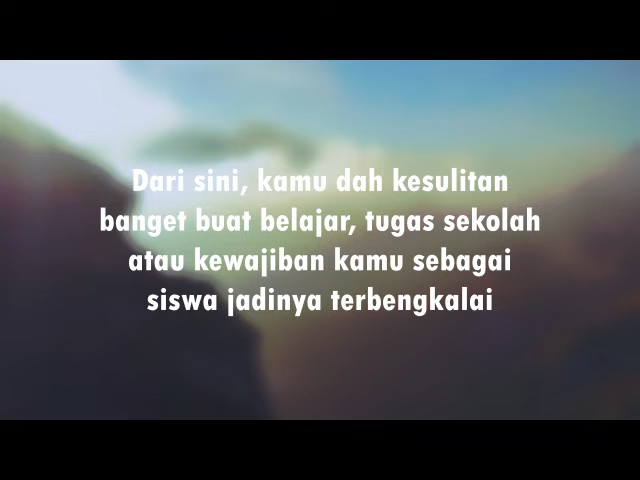 Dari sini, kamu dah kesulitan
banget buat belajar, tugas sekolah
atau kewajiban kamu sebagai
siswa jadinya terbengkalai